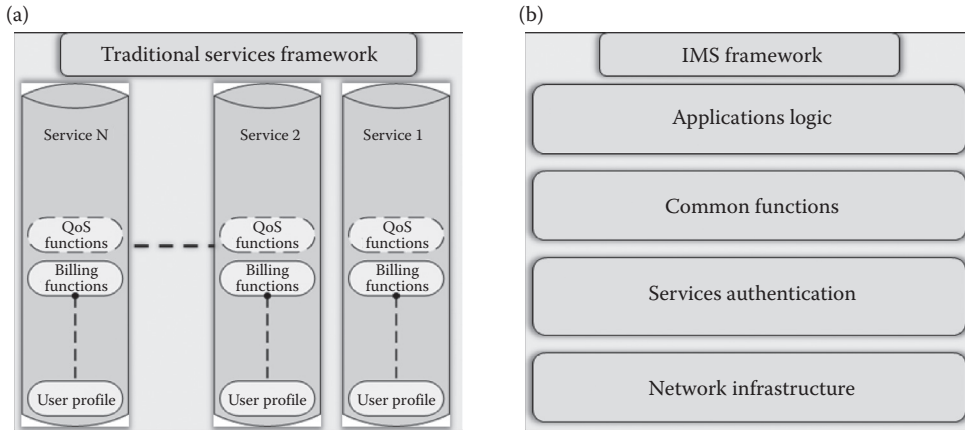 (a)
Traditional services framework
Service N
Service 2
Service 1
QoS
functions
QoS
functions
QoS
functions
Billing
functions
Billing
functions
Billing
functions
User profile
User profile
User profile
(b)
IMS framework
Applications logic
Common functions
Services authentication
Network infrastructure